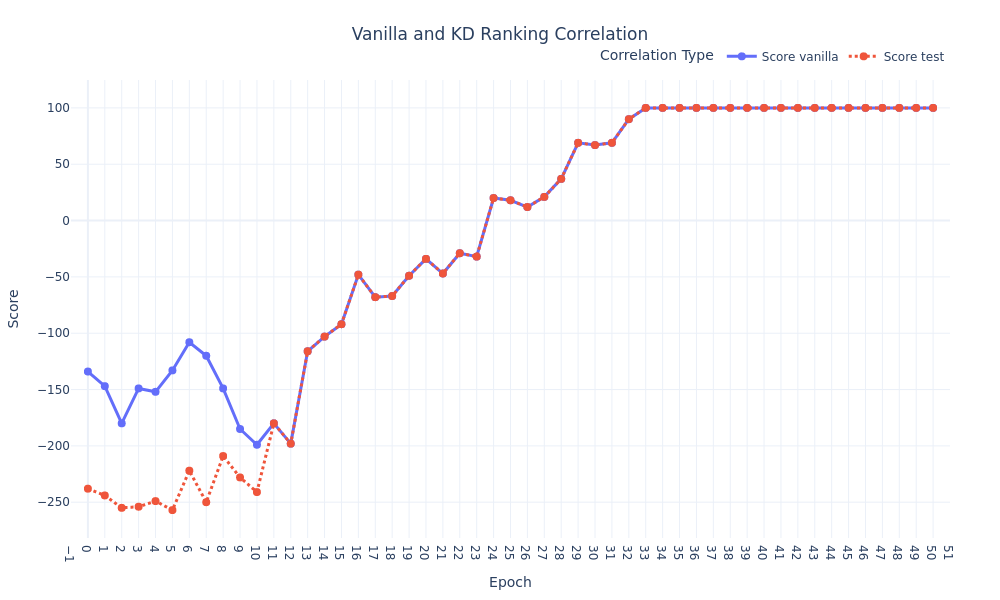 Vanilla and KD Ranking Correlation
Correlation Type Score vanilla Score test
100
50
0
−50
−100
−150
−200
−250
Score
−1 0 1 2 3 4 5 6 7 8 9 10 11 12 13 14 15 16 17 18 19 20 21 22 23 24 25 26 27 28 29 30 31 32 33 34 35 36 37 38 39 40 41 42 43 44 45 46 47 48 49 50 51
Epoch